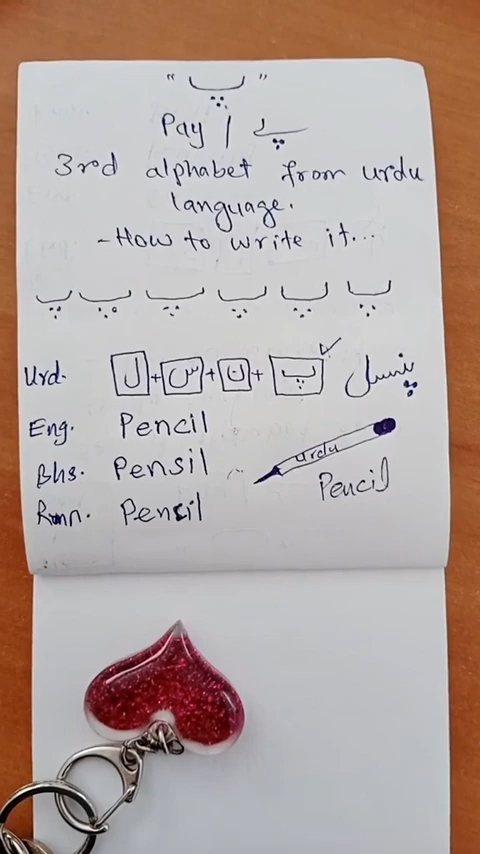 " پ "
Pay / پے
3rd alphabet from urdu
language.
- How to write it...
پ پ پ پ پ پ
Urd. ل + س + ن + پ ✓ پنسل
Eng. Pencil
Bhs. Pensil
Rmn. Pensil
urdu
Pencil